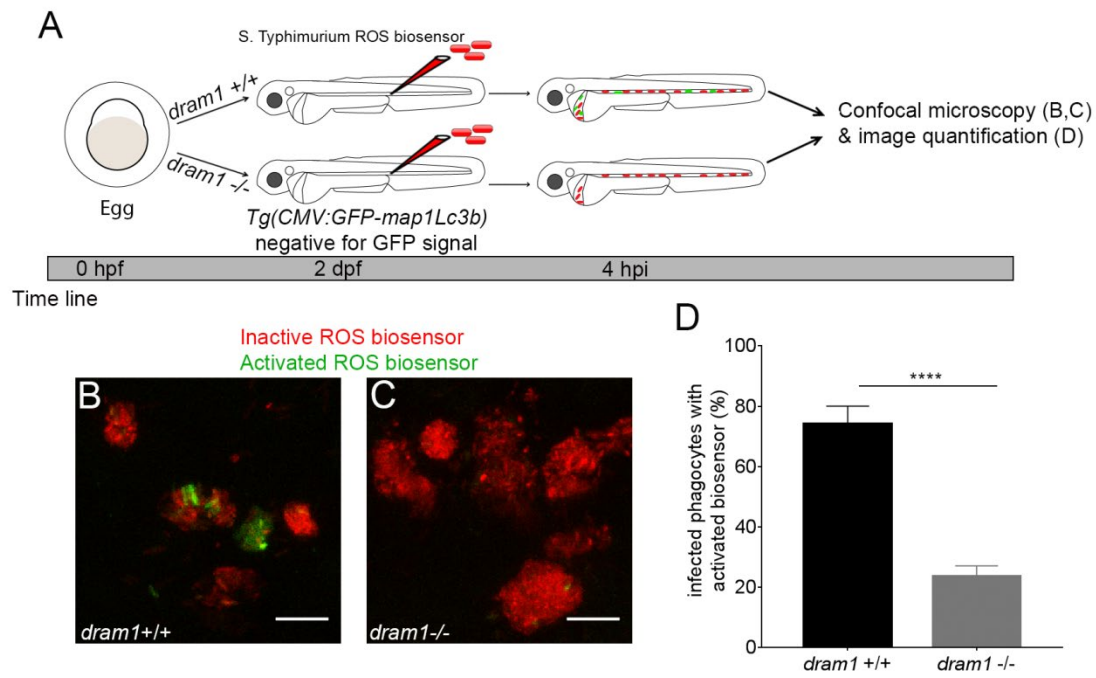 A
S. Typhimurium ROS biosensor
dram1 +/+
dram1 -/-
Egg
Tg(CMV:GFP-map1Lc3b)
negative for GFP signal
Confocal microscopy (B,C)
& image quantification (D)
0 hpf 2 dpf 4 hpi
Time line
Inactive ROS biosensor
Activated ROS biosensor
B
dram1+/+
C
dram1-/-
D
infected phagocytes with
activated biosensor (%)
100
80
60
40
20
0
****
dram1 +/+ dram1 -/-